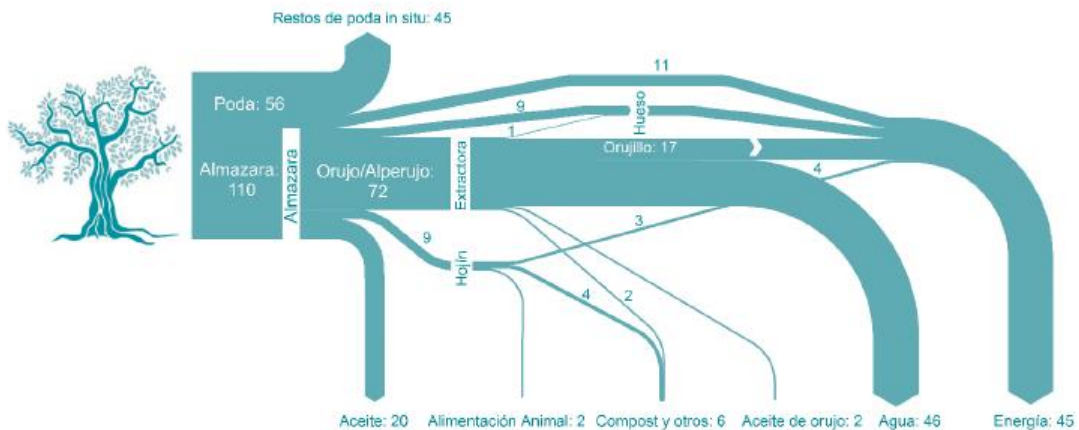 Restos de poda in situ: 45
11
Poda: 56
9
Hueso
1
Orujillo: 17
Almazara:
110
Almazara
Orujo/Alperujo:
72
Extractora
4
3
9
Hojín
4
2
Aceite: 20
Alimentación Animal: 2
Compost y otros: 6
Aceite de orujo: 2
Agua: 46
Energía: 45